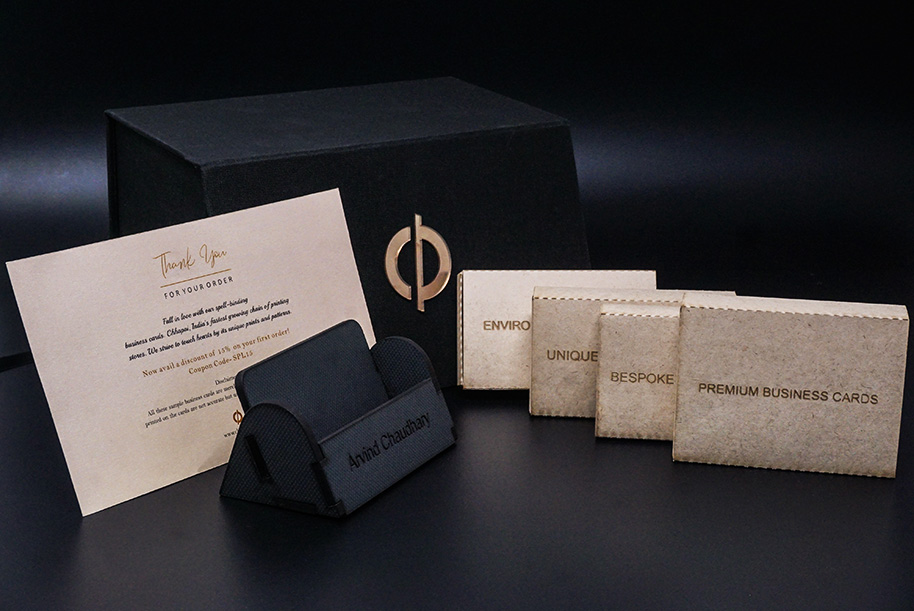 Thank You
FOR YOUR ORDER
Fall in love with our spell-binding
business cards. Chhapai, India's fastest growing chain of printing
stores. We strive to touch hearts by its unique prints and patterns.
Now avail a discount of 15% on your first order!
Coupon Code- SPL15
All these sample business cards are
printed on the cards are not accurate but
Arvind Chaudhary
ENVIRO
UNIQUE
BESPOKE
PREMIUM BUSINESS CARDS